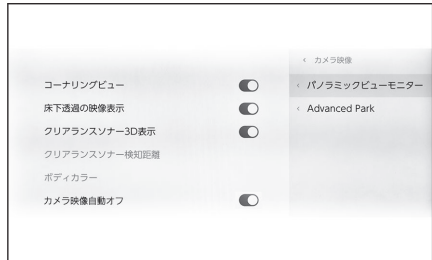 コーナリングビュー
床下透過の映像表示
クリアランスソナー3D表示
クリアランスソナー検知距離
ボディカラー
カメラ映像自動オフ
‹ カメラ映像
‹ パノラミックビューモニター
‹ Advanced Park